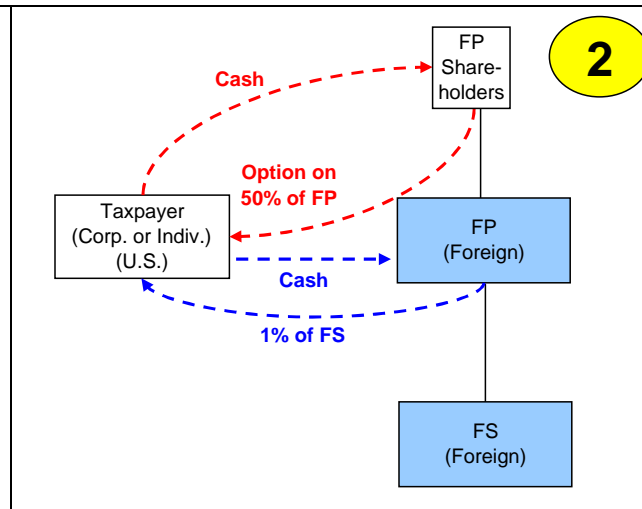 FP
Share-
holders
2
Cash
Option on
50% of FP
Taxpayer
(Corp. or Indiv.)
(U.S.)
FP
(Foreign)
Cash
1% of FS
FS
(Foreign)